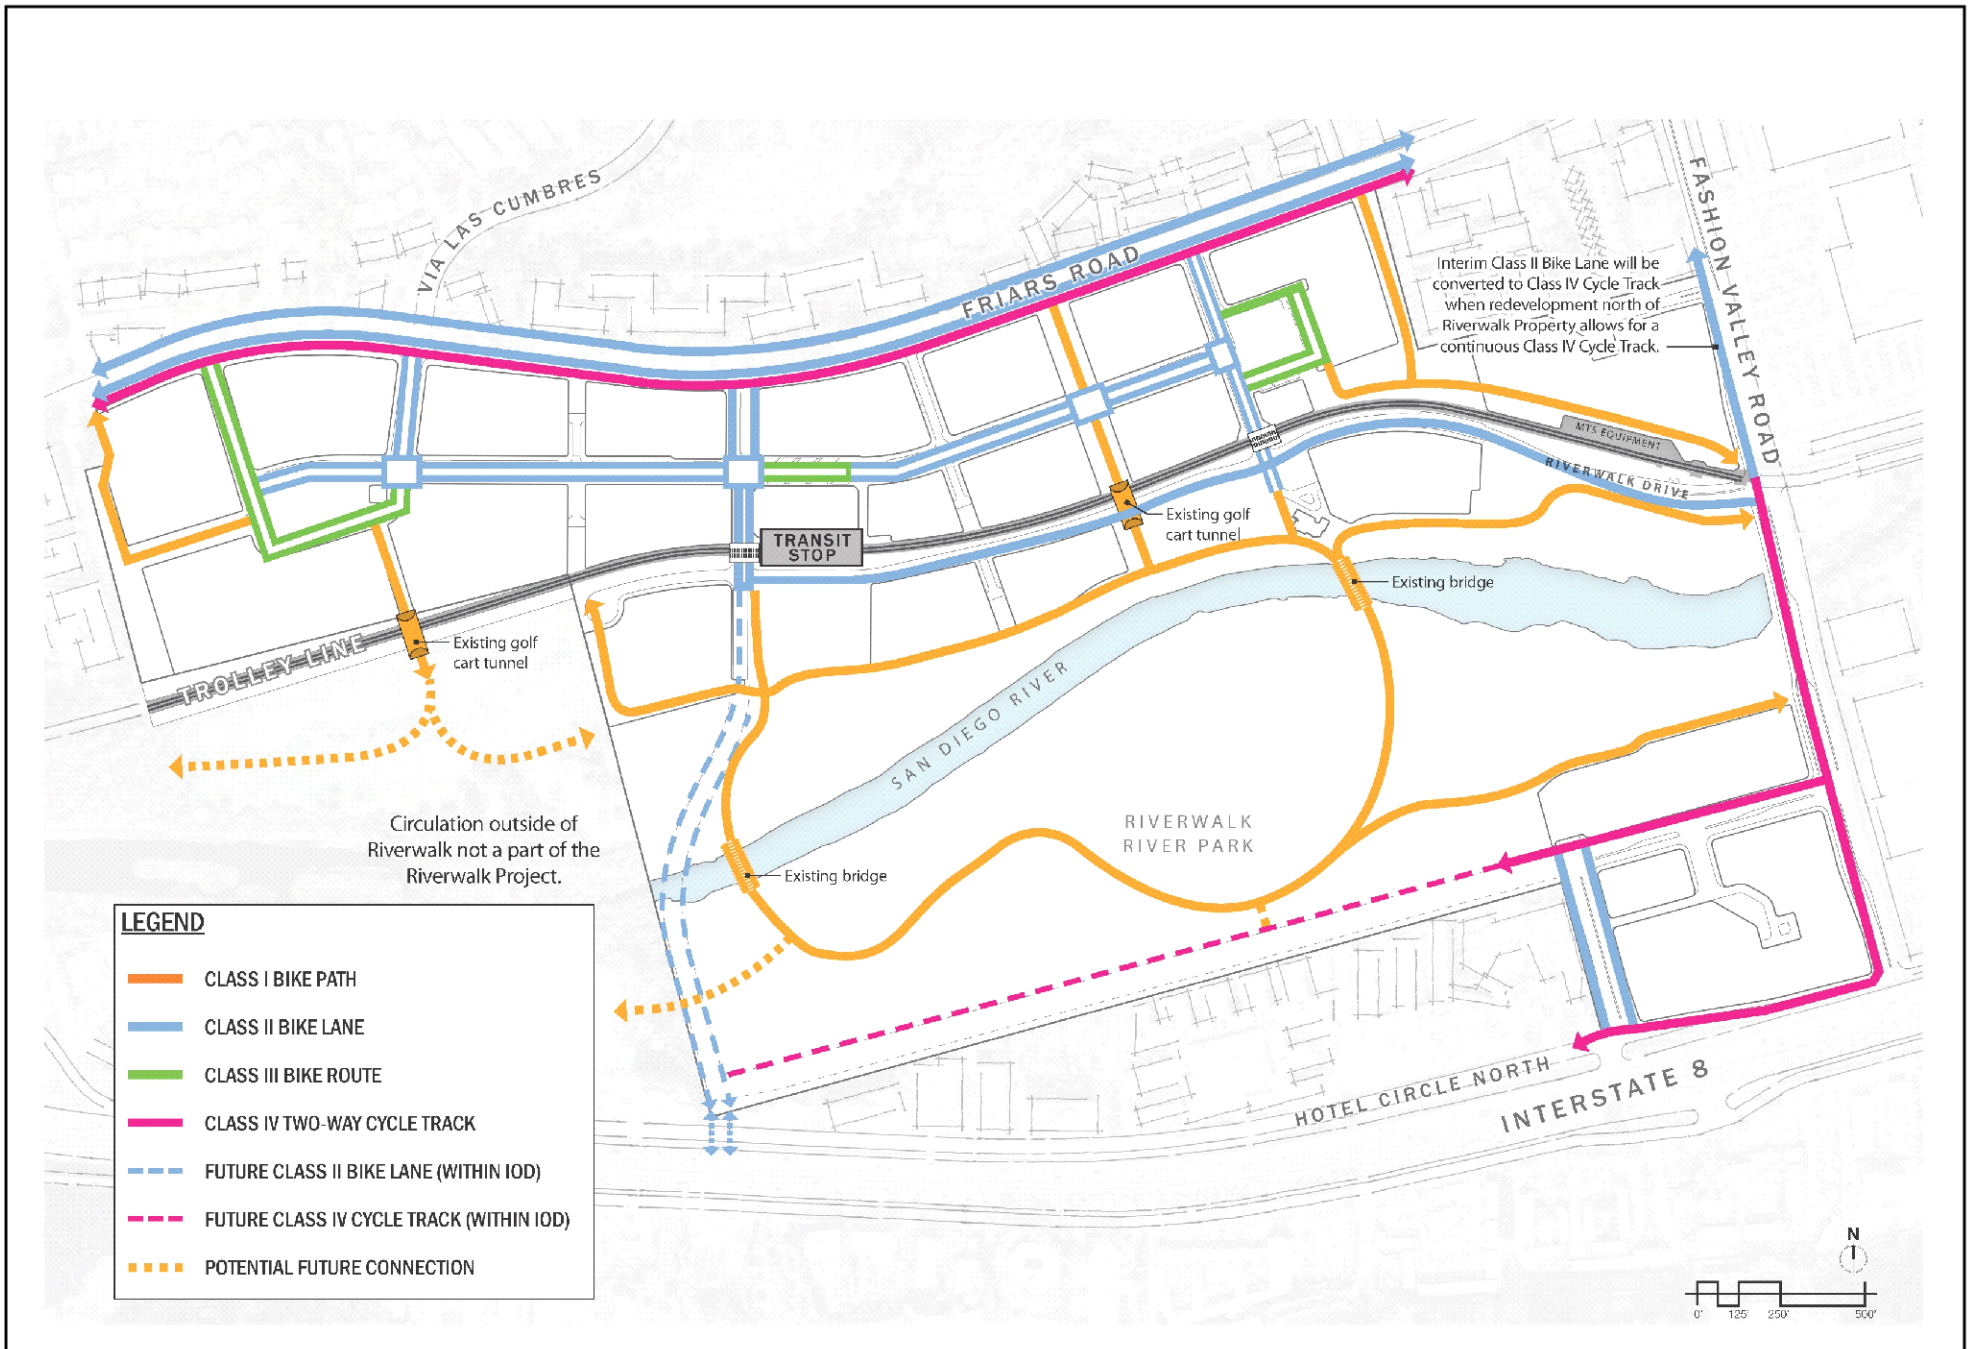 VIA LAS CUMBRES
FRIARS ROAD
FASHION VALLEY ROAD
Interim Class II Bike Lane will be
converted to Class IV Cycle Track
when redevelopment north of
Riverwalk Property allows for a
continuous Class IV Cycle Track.
MTS EQUIPMENT
RIVERWALK DRIVE
Existing golf
cart tunnel
TRANSIT
STOP
Existing bridge
Existing golf
cart tunnel
TROLLEY LINE
SAN DIEGO RIVER
RIVERWALK
RIVER PARK
Circulation outside of
Riverwalk not a part of the
Riverwalk Project.
Existing bridge
LEGEND
CLASS I BIKE PATH
CLASS II BIKE LANE
CLASS III BIKE ROUTE
CLASS IV TWO-WAY CYCLE TRACK
FUTURE CLASS II BIKE LANE (WITHIN IOD)
FUTURE CLASS IV CYCLE TRACK (WITHIN IOD)
POTENTIAL FUTURE CONNECTION
HOTEL CIRCLE NORTH
INTERSTATE 8
N
0' 125' 250' 500'